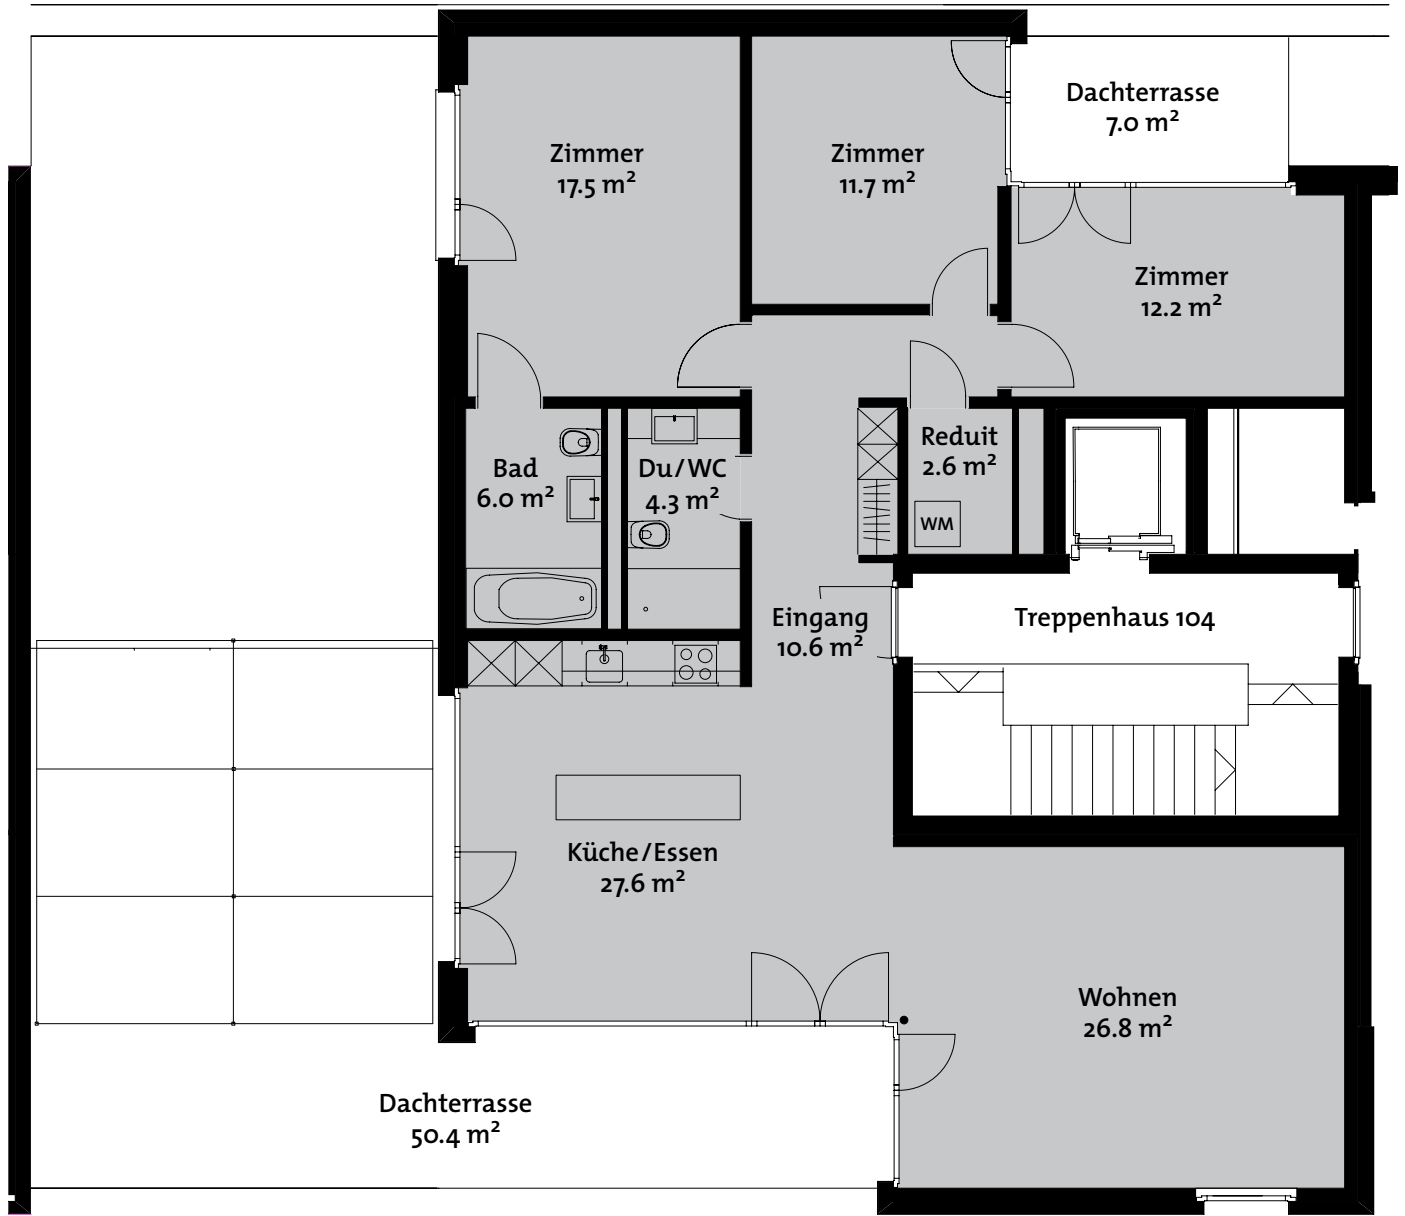 Dachterrasse
7.0 m²
Zimmer
17.5 m²
Zimmer
11.7 m²
Zimmer
12.2 m²
Bad
6.0 m²
Du/WC
4.3 m²
Reduit
2.6 m²
WM
Eingang
10.6 m²
Treppenhaus 104
Küche/Essen
27.6 m²
Wohnen
26.8 m²
Dachterrasse
50.4 m²